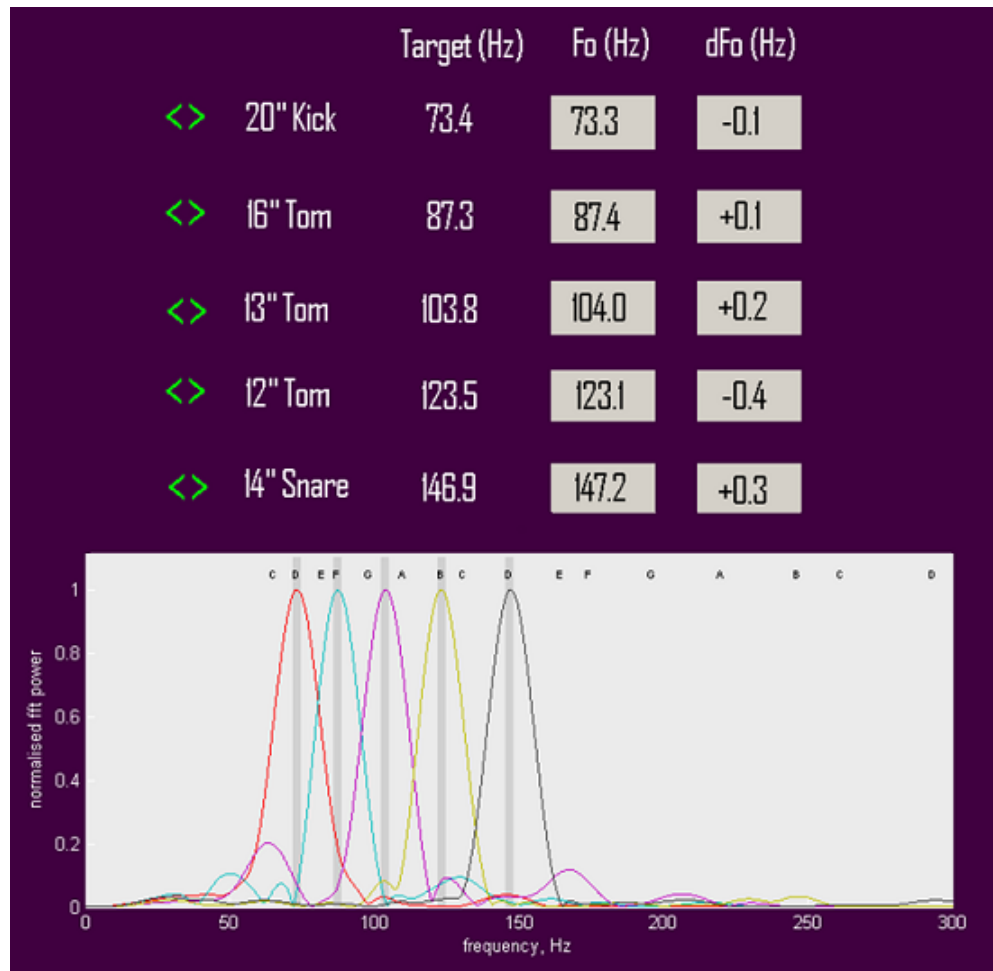 Target (Hz) Fo (Hz) dFo (Hz)
<> 20" Kick 73.4 73.3 -0.1
<> 16" Tom 87.3 87.4 +0.1
<> 13" Tom 103.8 104.0 +0.2
<> 12" Tom 123.5 123.1 -0.4
<> 14" Snare 146.9 147.2 +0.3
C D E F G A B C D E F G A B C D
1
0.8
0.6
0.4
0.2
0
normalised fft power
0 50 100 150 200 250 300
frequency, Hz